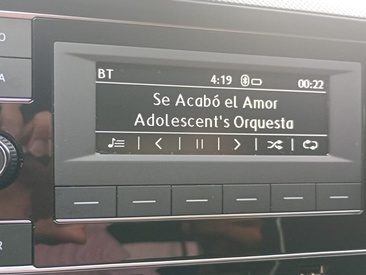 O
BT 4:19 00:22
A
Se Acabó el Amor
Adolescent's Orquesta
R